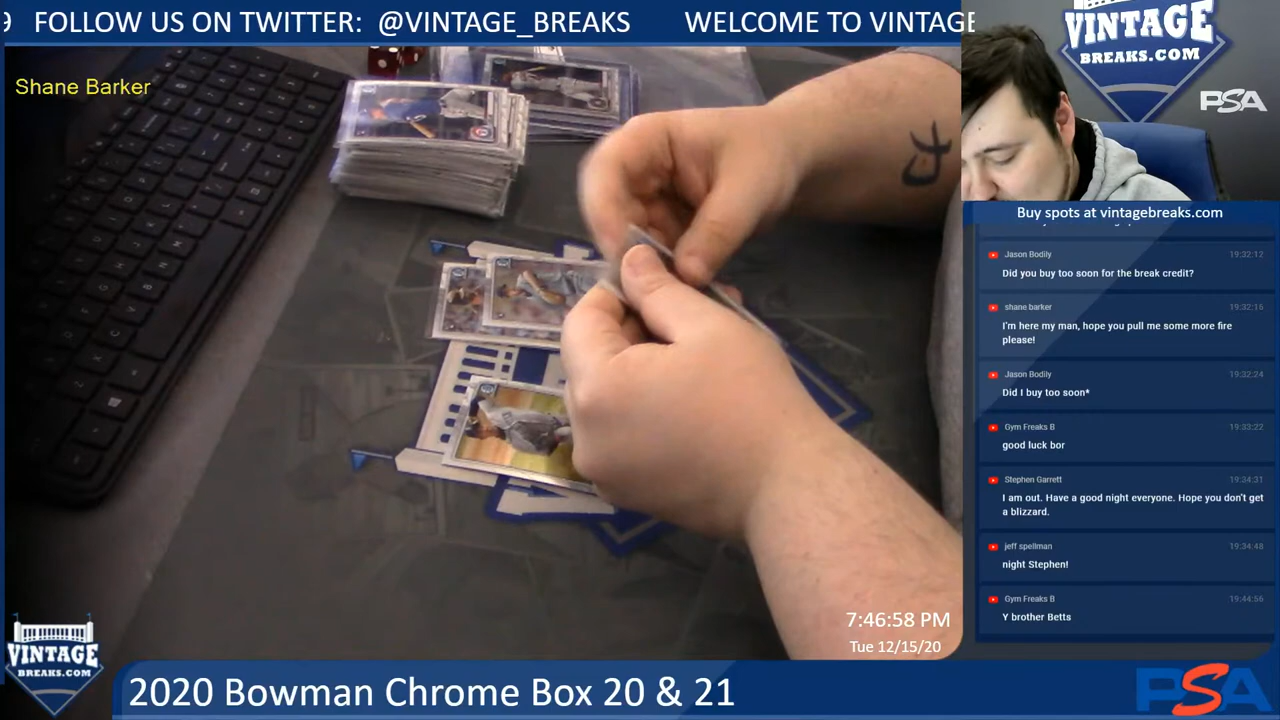 9 FOLLOW US ON TWITTER: @VINTAGE_BREAKS WELCOME TO VINTAGE
Shane Barker
VINTAGE
BREAKS.COM
PSA
Buy spots at vintagebreaks.com
Jason Bodily 19:32:12
Did you buy too soon for the break credit?
shane barker 19:32:16
I'm here my man, hope you pull me some more fire
please!
Jason Bodily 19:32:24
Did I buy too soon*
Gym Freaks B 19:33:22
good luck bor
Stephen Garrett 19:34:31
I am out. Have a good night everyone. Hope you don't get
a blizzard.
jeff spellman 19:34:48
night Stephen!
Gym Freaks B 19:44:56
Y brother Betts
7:46:58 PM
Tue 12/15/20
VINTAGE
BREAKS.COM
2020 Bowman Chrome Box 20 & 21
PSA